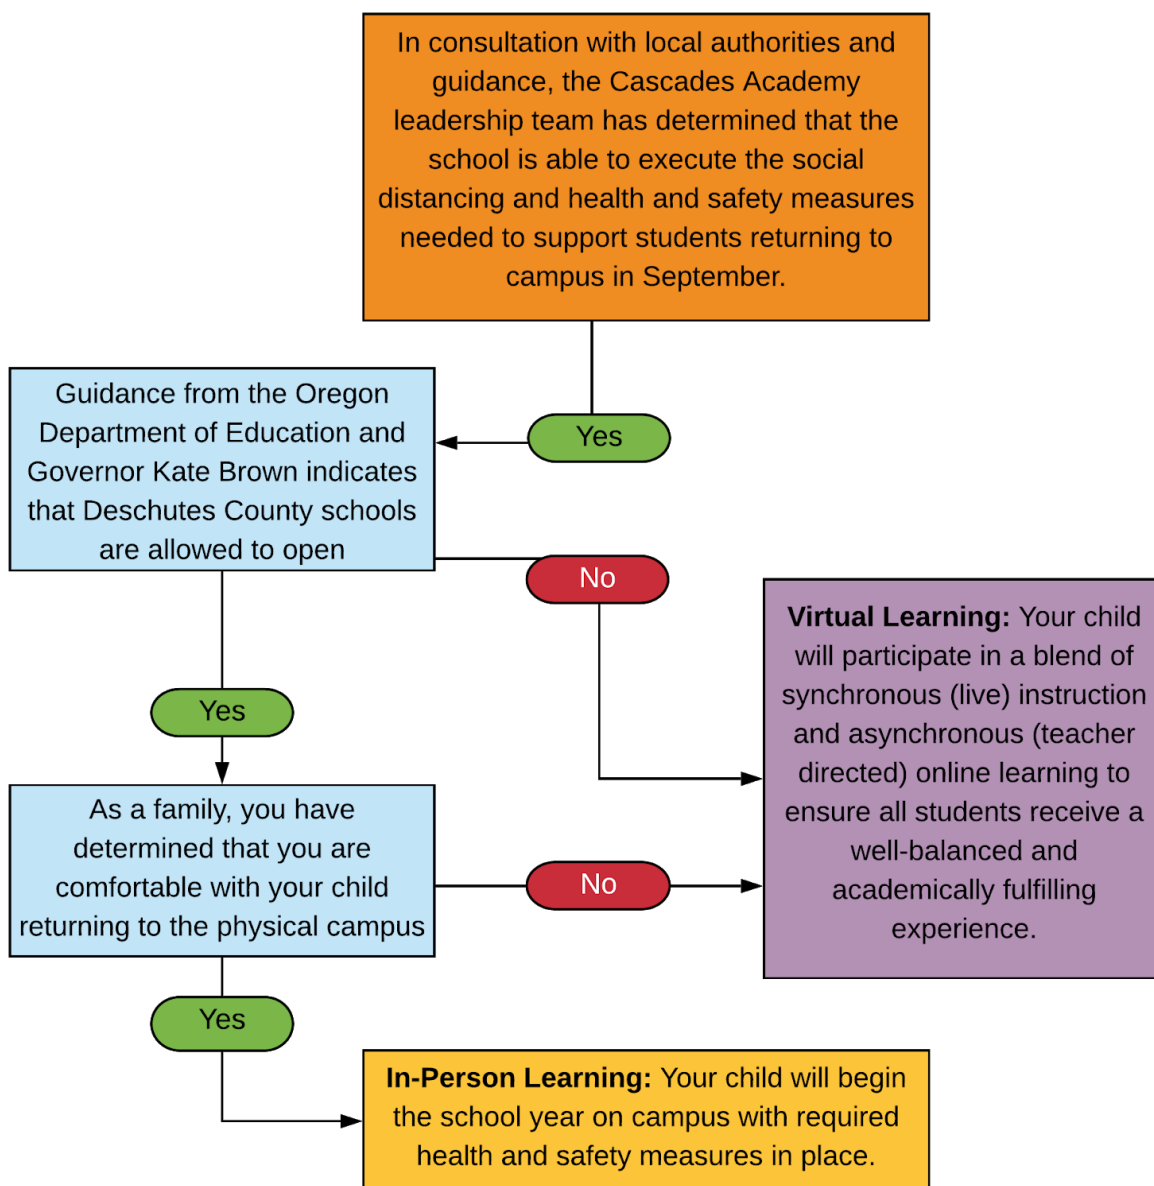 In consultation with local authorities and
guidance, the Cascades Academy
leadership team has determined that the
school is able to execute the social
distancing and health and safety measures
needed to support students returning to
campus in September.
Yes
Guidance from the Oregon
Department of Education and
Governor Kate Brown indicates
that Deschutes County schools
are allowed to open
No
Yes
Virtual Learning: Your child
will participate in a blend of
synchronous (live) instruction
and asynchronous (teacher
directed) online learning to
ensure all students receive a
well-balanced and
academically fulfilling
experience.
As a family, you have
determined that you are
comfortable with your child
returning to the physical campus
No
Yes
In-Person Learning: Your child will begin
the school year on campus with required
health and safety measures in place.